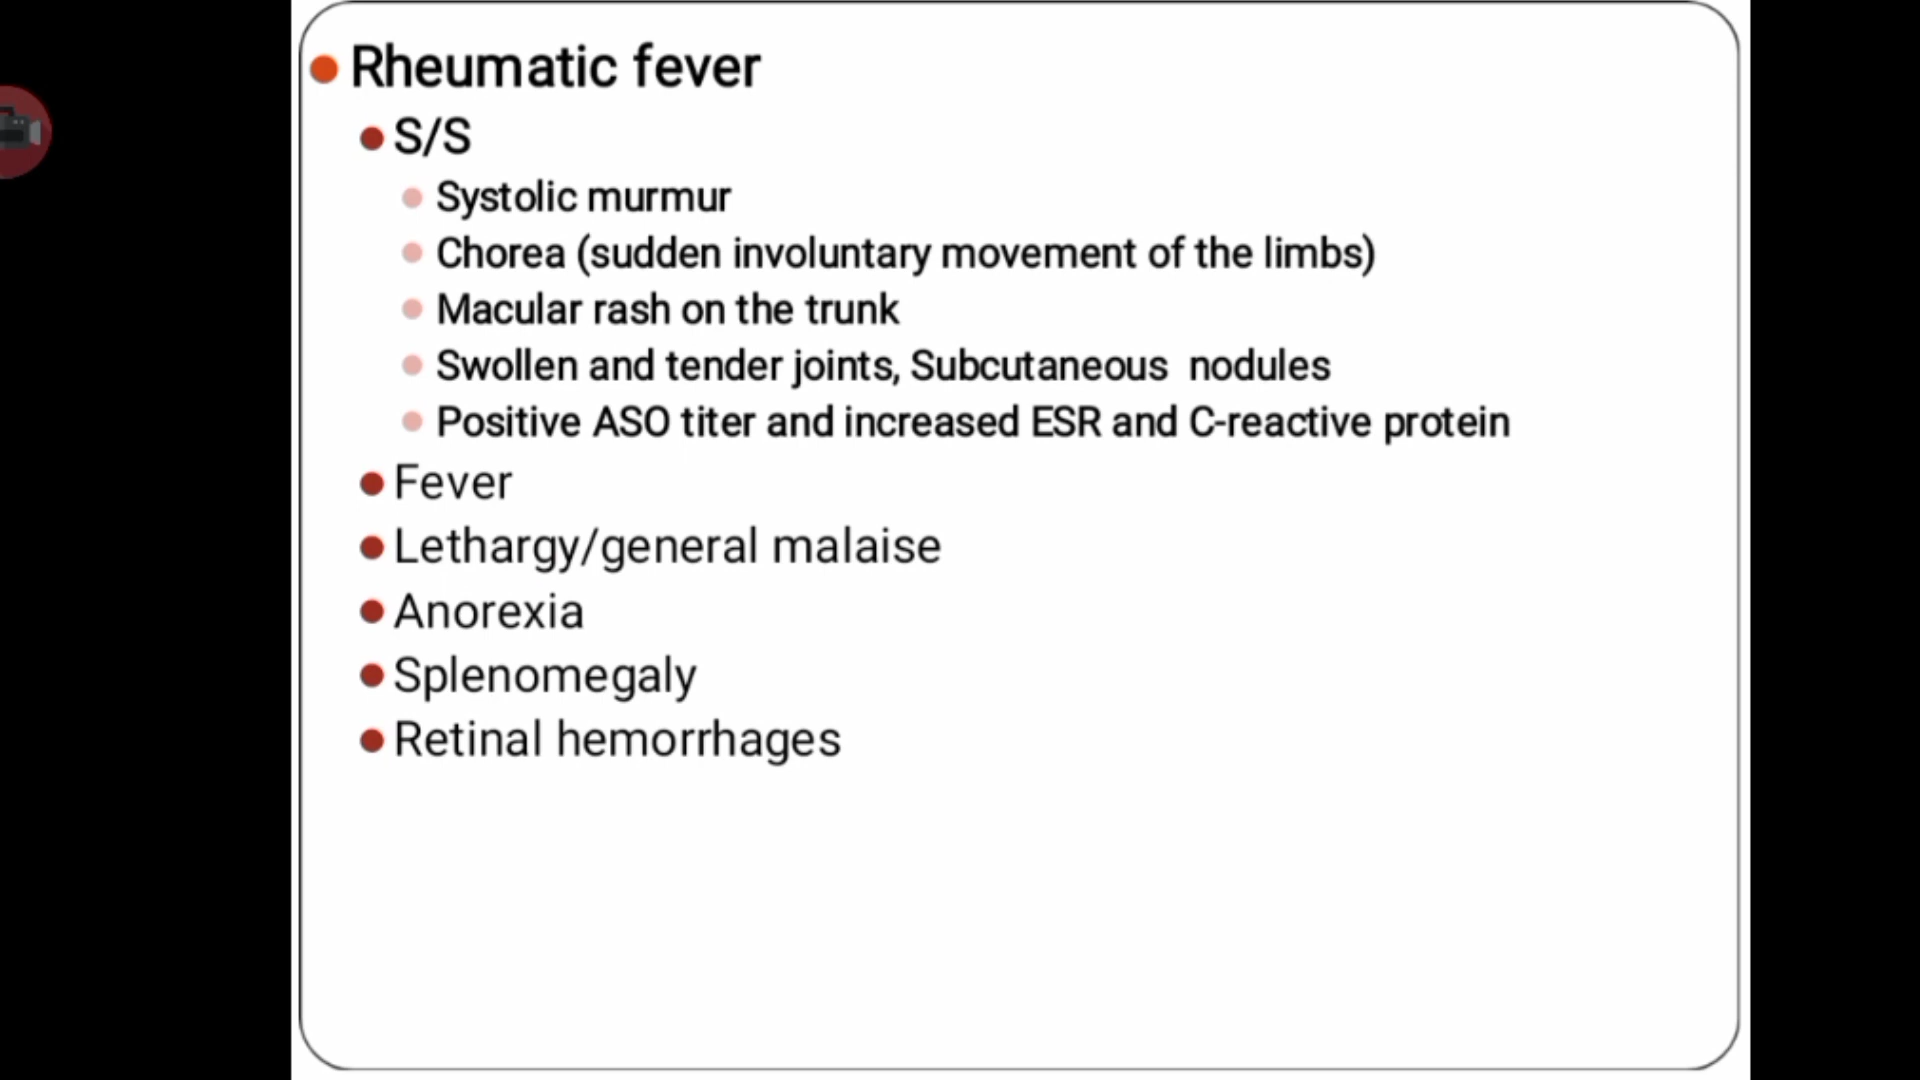 Rheumatic fever
S/S
Systolic murmur
Chorea (sudden involuntary movement of the limbs)
Macular rash on the trunk
Swollen and tender joints, Subcutaneous nodules
Positive ASO titer and increased ESR and C-reactive protein
Fever
Lethargy/general malaise
Anorexia
Splenomegaly
Retinal hemorrhages